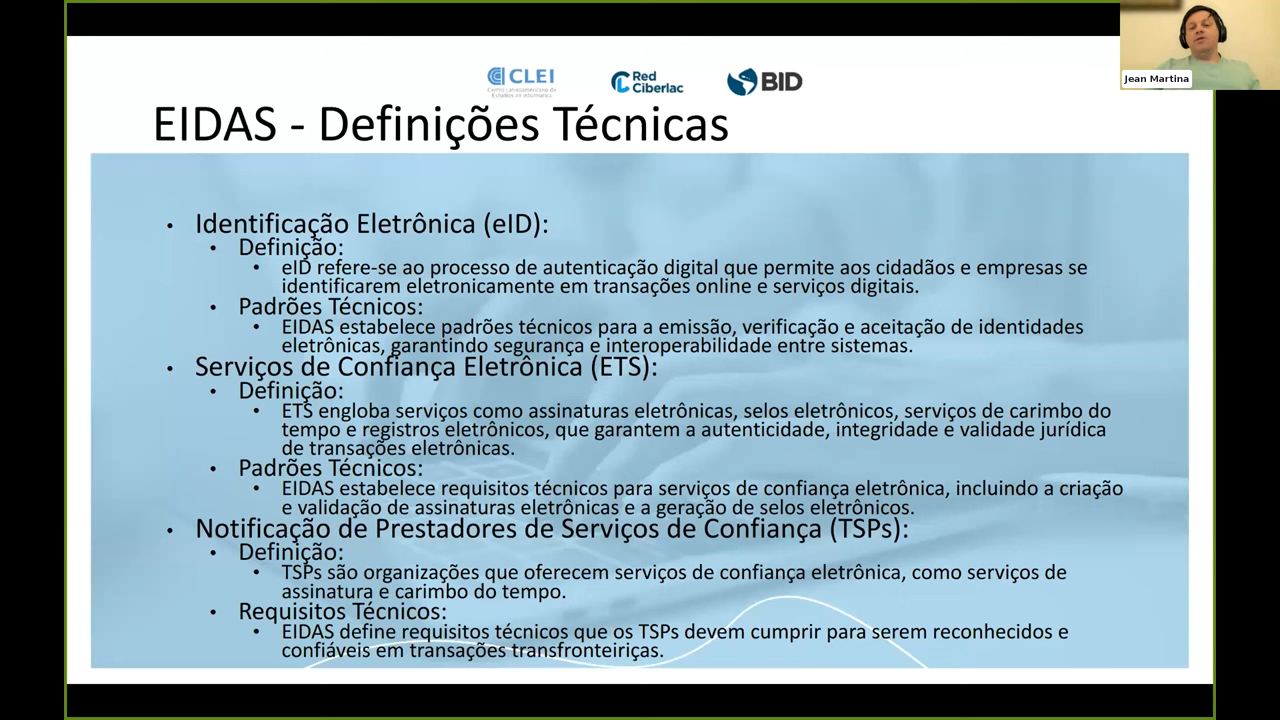 CLEI
Centro Latinoamericano de
Estudios en Informática
Red
Ciberlac
BID
Jean Martina
EIDAS - Definições Técnicas
• Identificação Eletrônica (eID):
• Definição:
• eID refere-se ao processo de autenticação digital que permite aos cidadãos e empresas se
identificarem eletronicamente em transações online e serviços digitais.
• Padrões Técnicos:
• EIDAS estabelece padrões técnicos para a emissão, verificação e aceitação de identidades
eletrônicas, garantindo segurança e interoperabilidade entre sistemas.
• Serviços de Confiança Eletrônica (ETS):
• Definição:
• ETS engloba serviços como assinaturas eletrônicas, selos eletrônicos, serviços de carimbo do
tempo e registros eletrônicos, que garantem a autenticidade, integridade e validade jurídica
de transações eletrônicas.
• Padrões Técnicos:
• EIDAS estabelece requisitos técnicos para serviços de confiança eletrônica, incluindo a criação
e validação de assinaturas eletrônicas e a geração de selos eletrônicos.
• Notificação de Prestadores de Serviços de Confiança (TSPs):
• Definição:
• TSPs são organizações que oferecem serviços de confiança eletrônica, como serviços de
assinatura e carimbo do tempo.
• Requisitos Técnicos:
• EIDAS define requisitos técnicos que os TSPs devem cumprir para serem reconhecidos e
confiáveis em transações transfronteiriças.